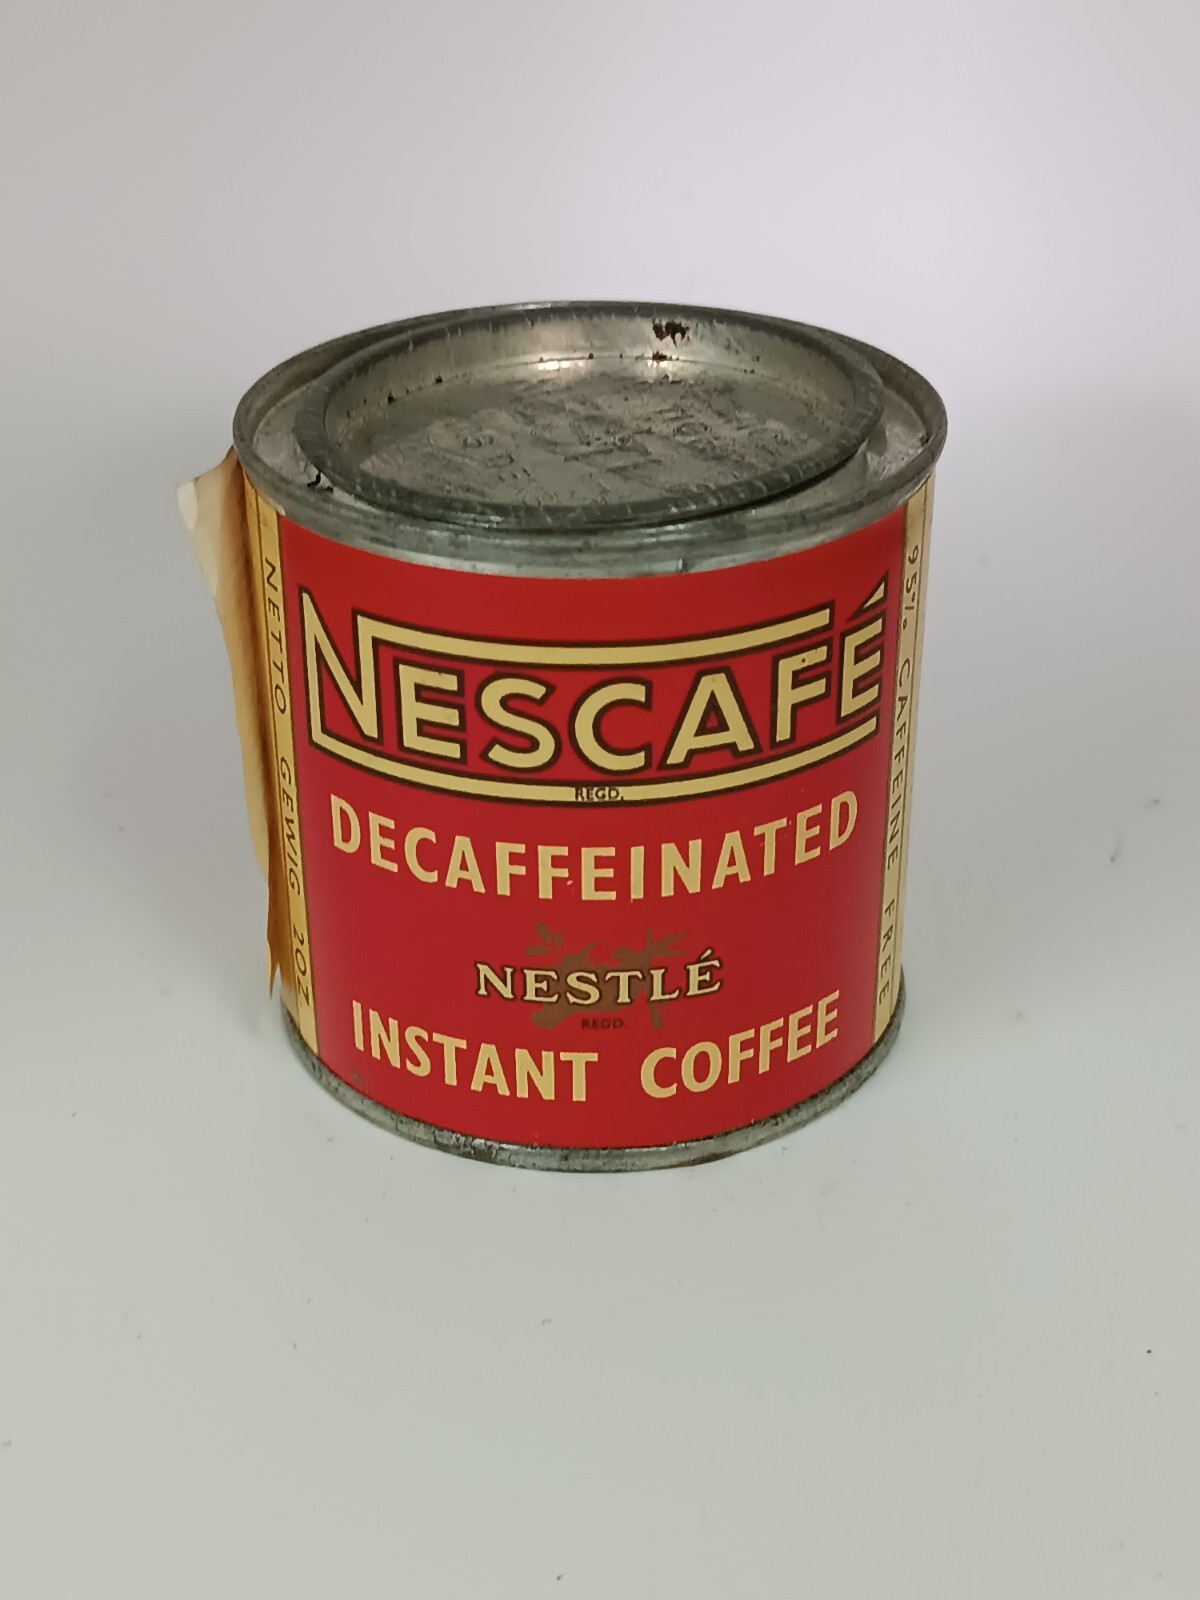 NESCAFÉ
REGD.
DECAFFEINATED
NESTLÉ
REGD.
INSTANT COFFEE
NETTO GEWIG 2OZ.
95% CAFFEINE FREE